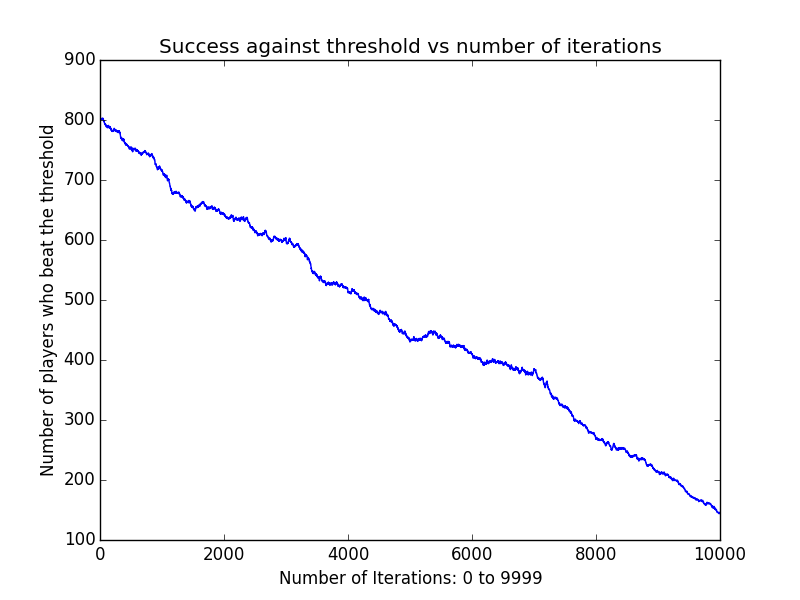 Success against threshold vs number of iterations
900
800
700
600
500
400
300
200
100
Number of players who beat the threshold
0 2000 4000 6000 8000 10000
Number of Iterations: 0 to 9999